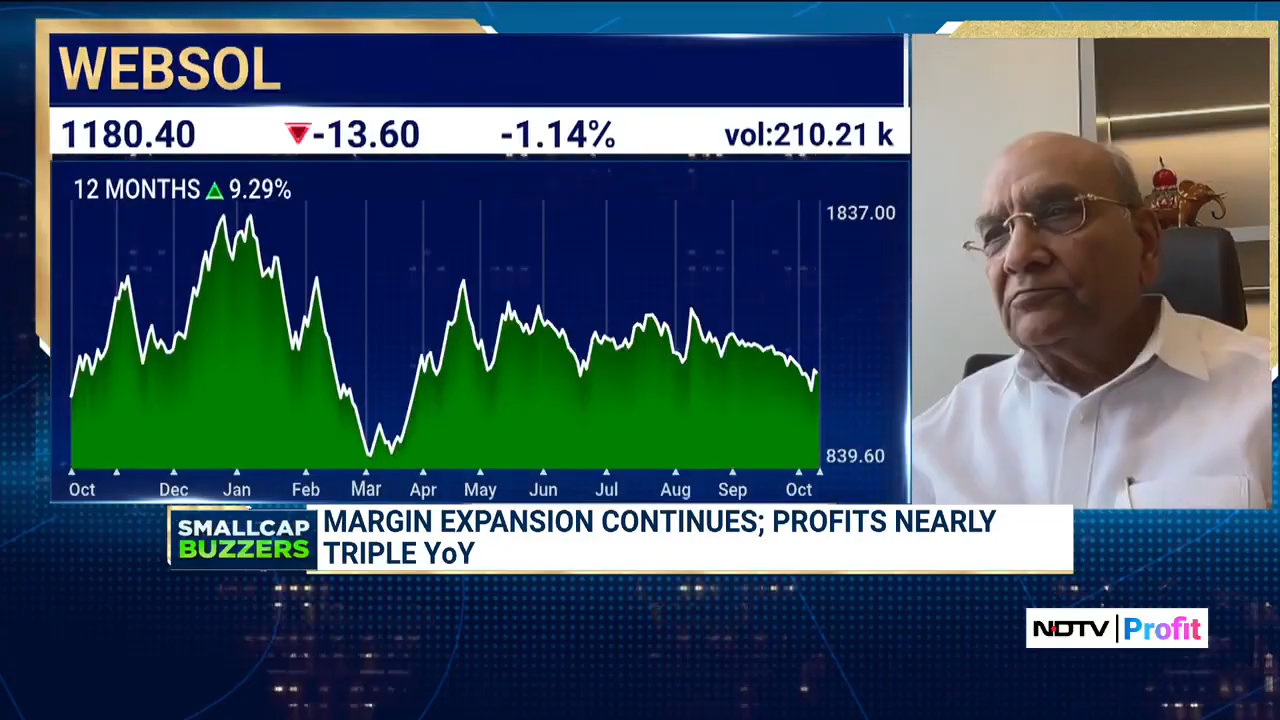 WEBSOL
1180.40 -13.60 -1.14% vol:210.21 k
12 MONTHS 9.29%
1837.00
839.60
Oct Dec Jan Feb Mar Apr May Jun Jul Aug Sep Oct
SMALLCAP
BUZZERS
MARGIN EXPANSION CONTINUES; PROFITS NEARLY
TRIPLE YoY
NDTV Profit